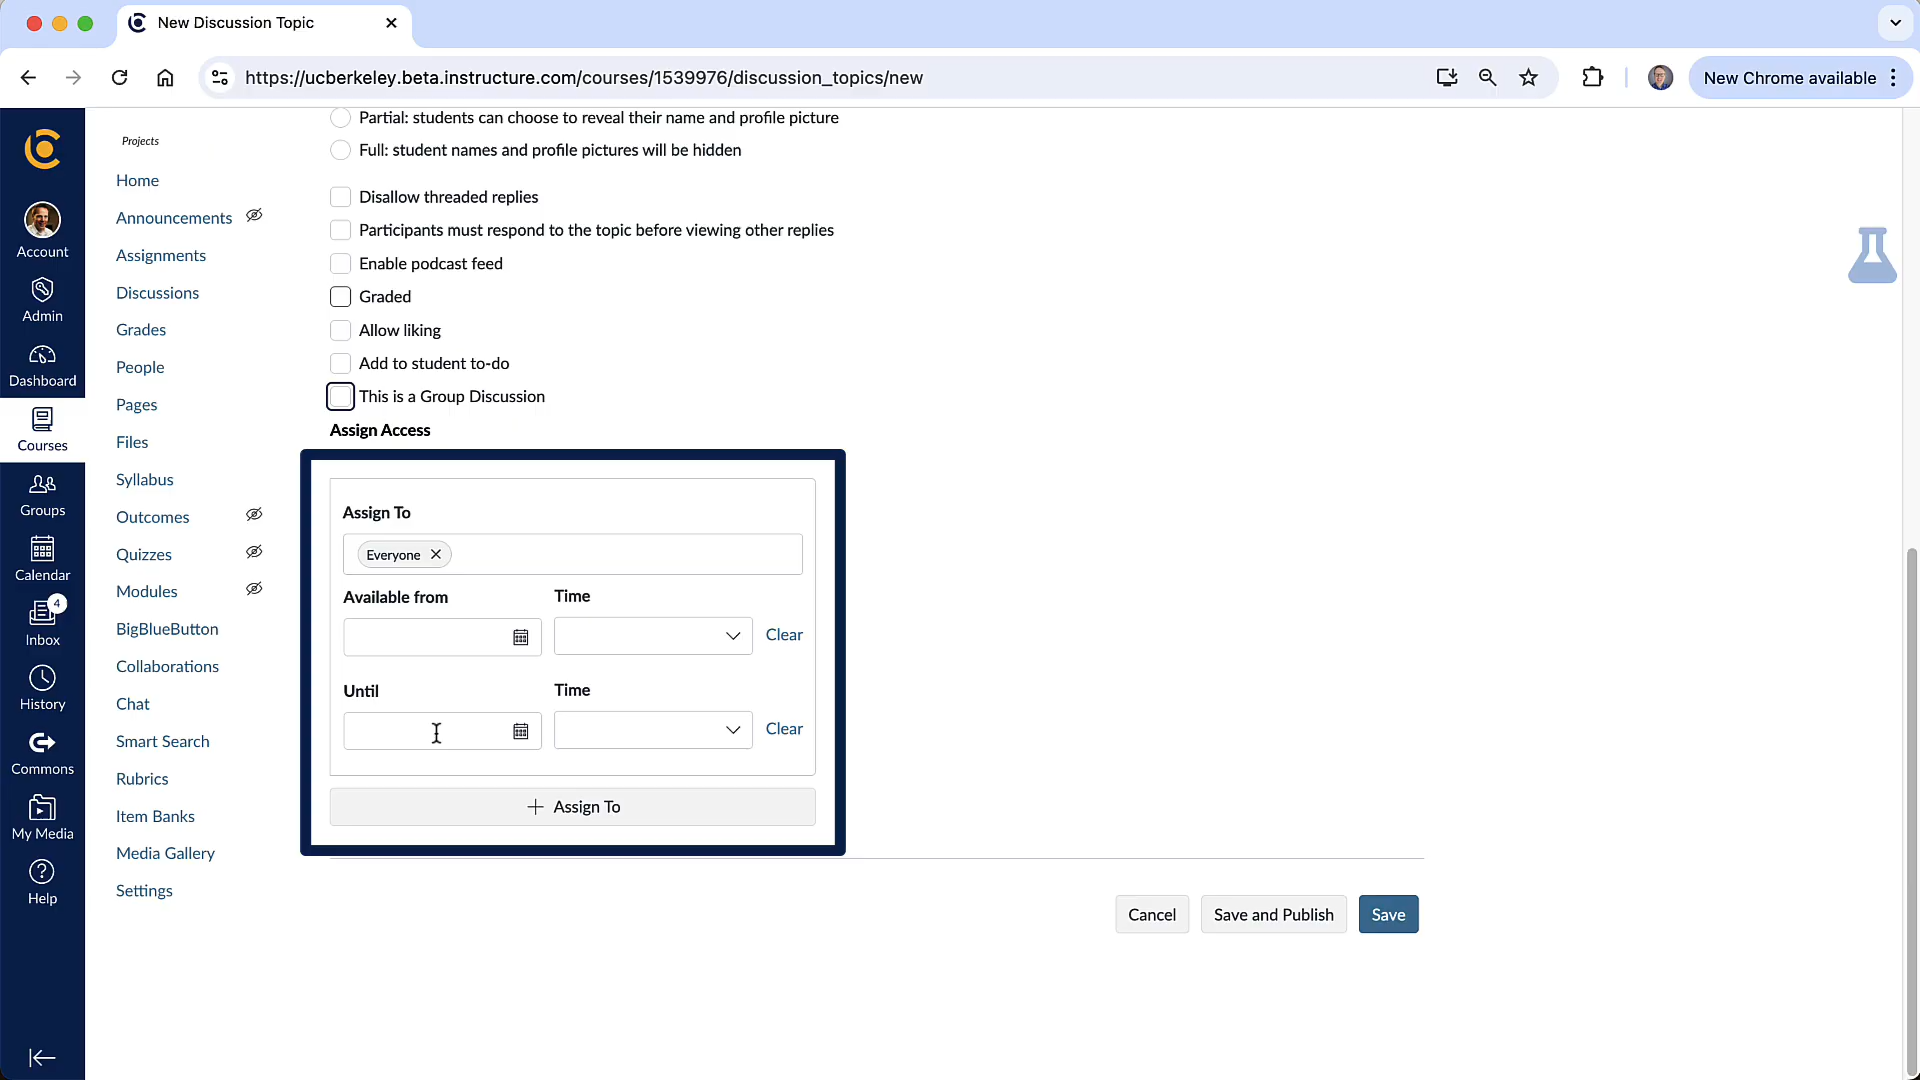 New Discussion Topic
https://ucberkeley.beta.instructure.com/courses/1539976/discussion_topics/new
New Chrome available
Account
Admin
Dashboard
Courses
Groups
Calendar
4
Inbox
History
Commons
My Media
Help
Projects
Home
Announcements
Assignments
Discussions
Grades
People
Pages
Files
Syllabus
Outcomes
Quizzes
Modules
BigBlueButton
Collaborations
Chat
Smart Search
Rubrics
Item Banks
Media Gallery
Settings
Partial: students can choose to reveal their name and profile picture
Full: student names and profile pictures will be hidden
Disallow threaded replies
Participants must respond to the topic before viewing other replies
Enable podcast feed
Graded
Allow liking
Add to student to-do
This is a Group Discussion
Assign Access
Assign To
Everyone
Available from Time
Clear
Until Time
Clear
+ Assign To
Cancel Save and Publish Save